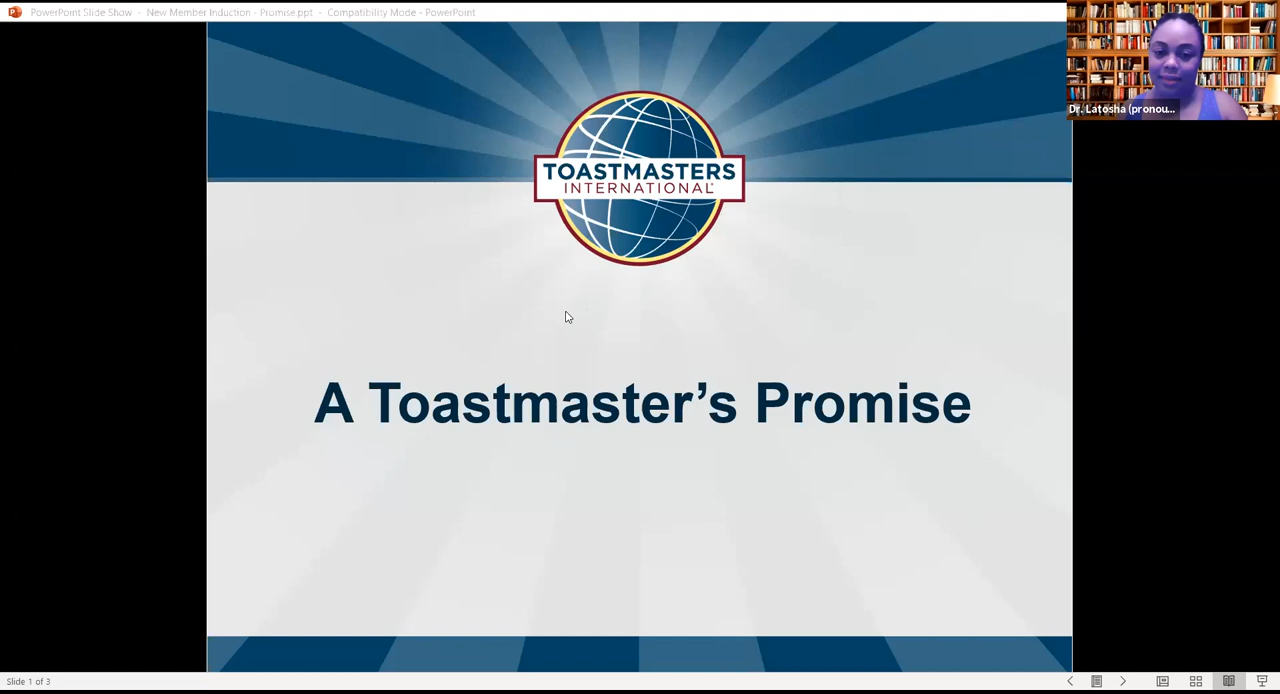 PowerPoint Slide Show - New Member Induction - Promise.ppt - Compatibility Mode - PowerPoint
Dr. Latosha (pronou...
TOASTMASTERS
INTERNATIONAL®
A Toastmaster’s Promise
Slide 1 of 3